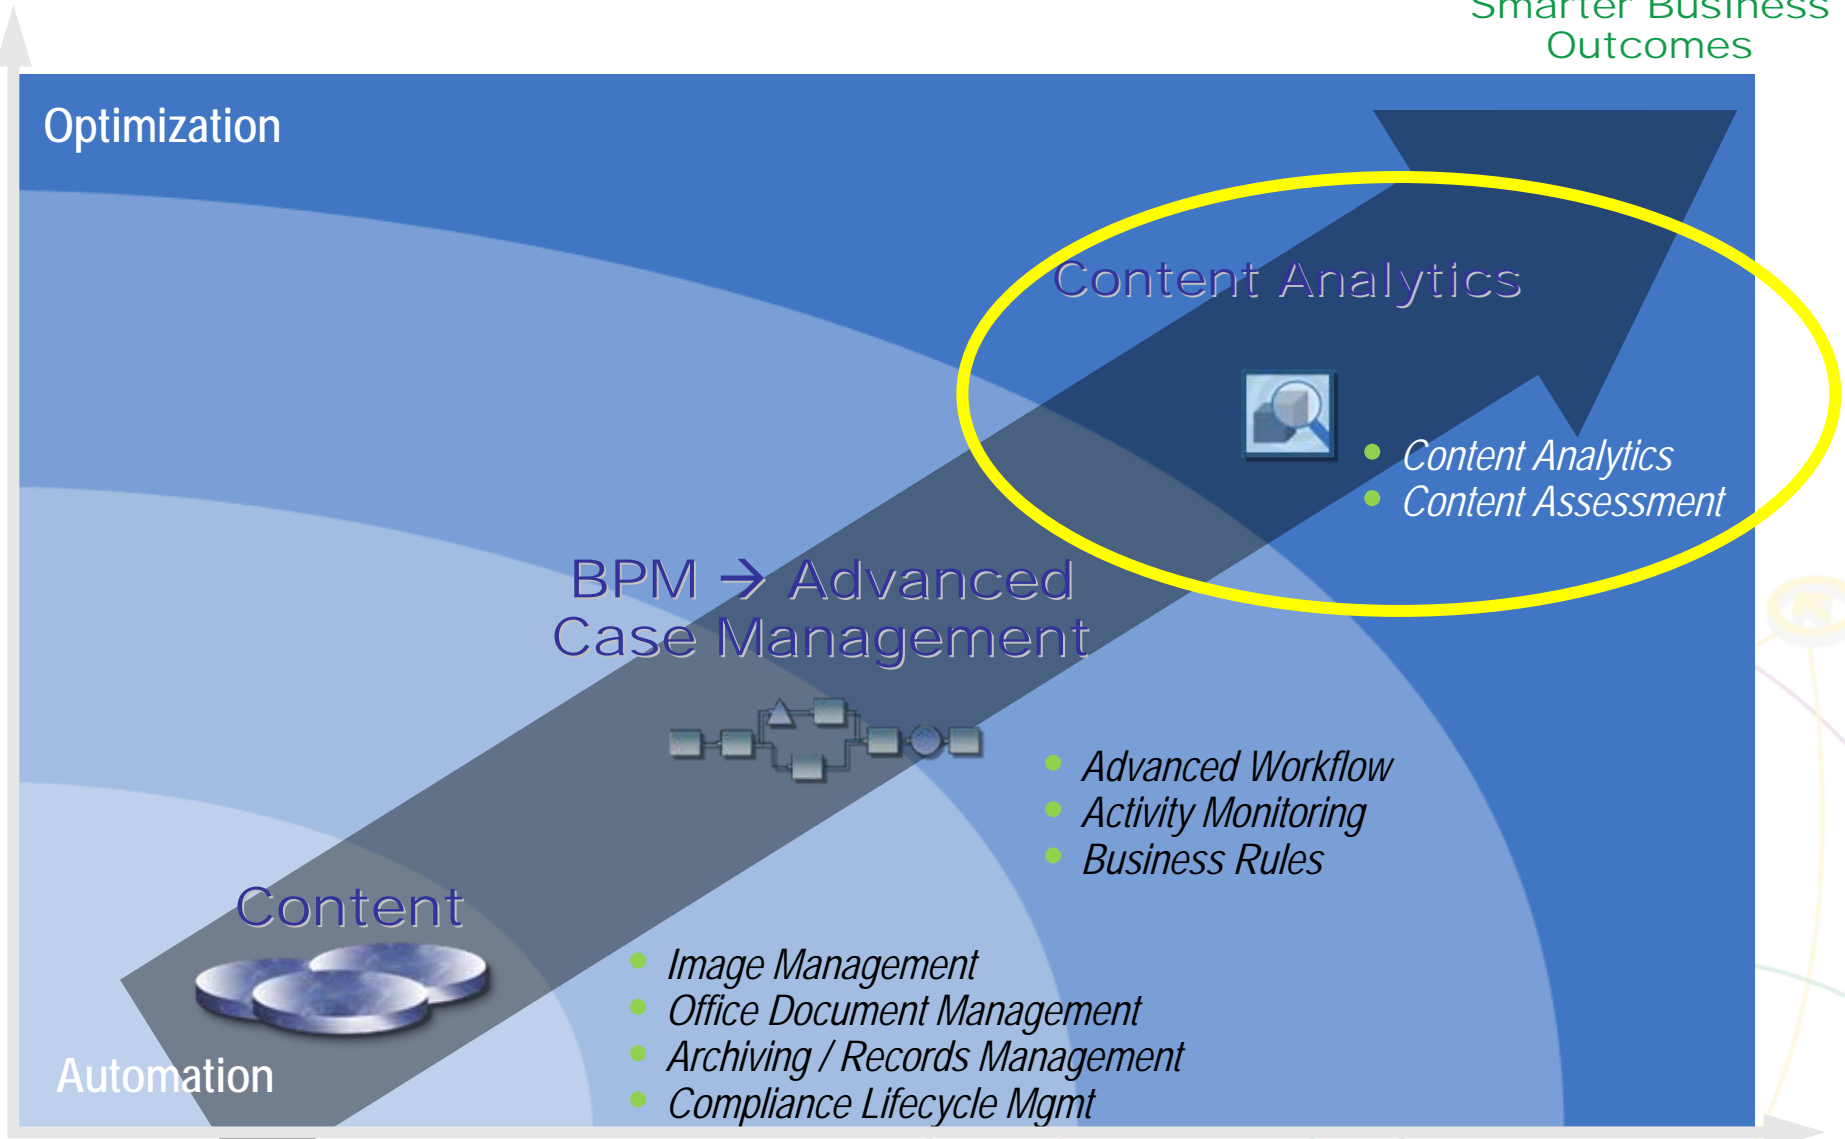 Smarter Business
Outcomes
Optimization
Content Analytics
• Content Analytics
• Content Assessment
BPM → Advanced
Case Management
• Advanced Workflow
• Activity Monitoring
• Business Rules
Content
• Image Management
• Office Document Management
• Archiving / Records Management
• Compliance Lifecycle Mgmt
Automation